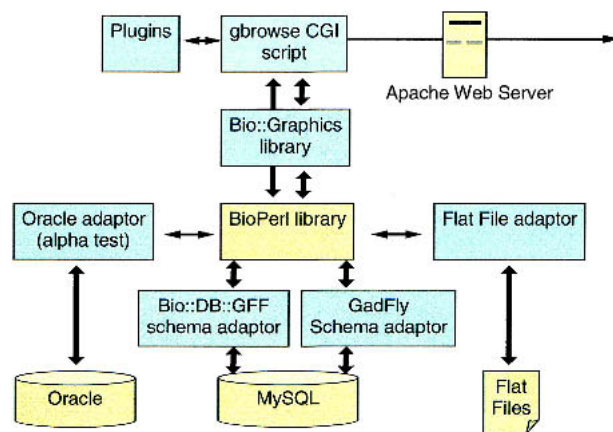 Plugins
gbrowse CGI
script
Apache Web Server
Bio::Graphics
library
Oracle adaptor
(alpha test)
BioPerl library
Flat File adaptor
Bio::DB::GFF
schema adaptor
GadFly
Schema adaptor
Oracle
MySQL
Flat
Files